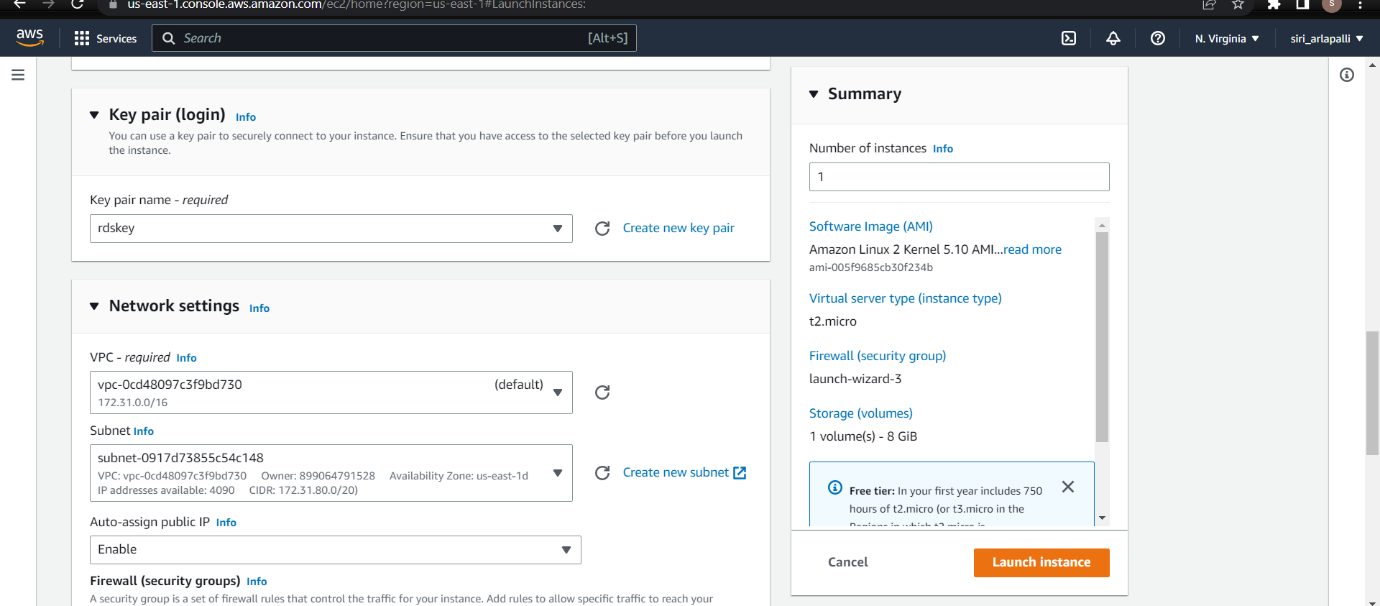 us-east-1.console.aws.amazon.com/ec2/home?region=us-east-1#LaunchInstances:
S
aws
Services
Search
[Alt+S]
N. Virginia
siri_arlapalli
Key pair (login) Info
You can use a key pair to securely connect to your instance. Ensure that you have access to the selected key pair before you launch
the instance.
Key pair name - required
rdskey
Create new key pair
Network settings Info
VPC - required Info
vpc-0cd48097c3f9bd730 (default)
172.31.0.0/16
Subnet Info
subnet-0917d73855c54c148
VPC: vpc-0cd48097c3f9bd730 Owner: 899064791528 Availability Zone: us-east-1d
IP addresses available: 4090 CIDR: 172.31.80.0/20)
Create new subnet
Auto-assign public IP Info
Enable
Firewall (security groups) Info
A security group is a set of firewall rules that control the traffic for your instance. Add rules to allow specific traffic to reach your
Summary
Number of instances Info
1
Software Image (AMI)
Amazon Linux 2 Kernel 5.10 AMI...read more
ami-005f9685cb30f234b
Virtual server type (instance type)
t2.micro
Firewall (security group)
launch-wizard-3
Storage (volumes)
1 volume(s) - 8 GiB
Free tier: In your first year includes 750
hours of t2.micro (or t3.micro in the
Regions in which t2.micro is
Cancel
Launch instance